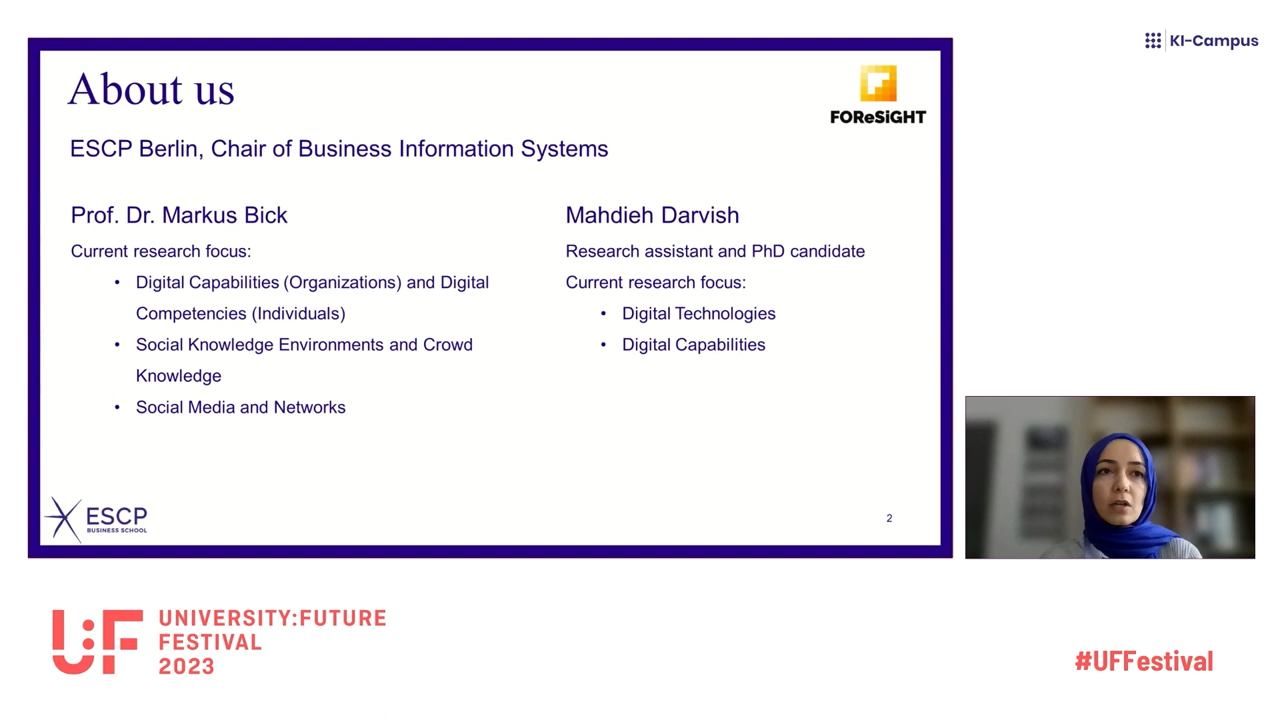 KI-Campus
About us
FOReSiGHT
ESCP Berlin, Chair of Business Information Systems
Prof. Dr. Markus Bick
Current research focus:
• Digital Capabilities (Organizations) and Digital
Competencies (Individuals)
• Social Knowledge Environments and Crowd
Knowledge
• Social Media and Networks
Mahdieh Darvish
Research assistant and PhD candidate
Current research focus:
• Digital Technologies
• Digital Capabilities
ESCP
BUSINESS SCHOOL
2
U:F
UNIVERSITY:FUTURE
FESTIVAL
2023
#UFFestival